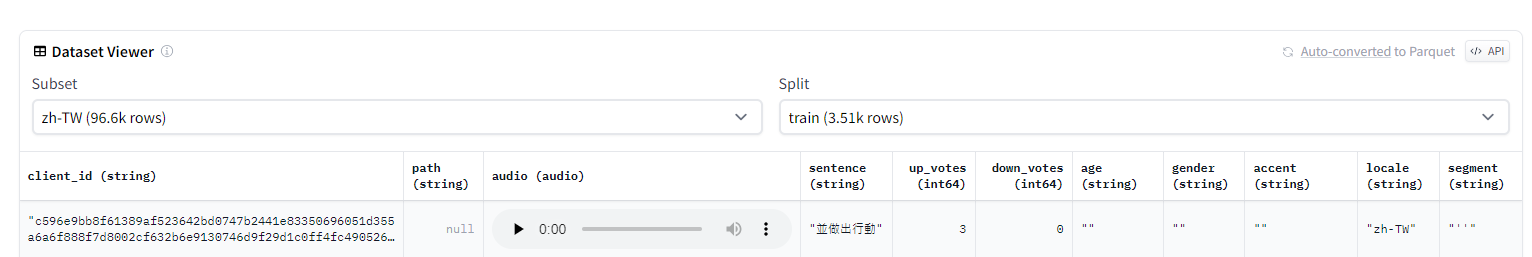 Dataset Viewer
Auto-converted to Parquet
API
Subset
Split
zh-TW (96.6k rows)
train (3.51k rows)
client_id (string)
path (string)
audio (audio)
sentence (string)
up_votes (int64)
down_votes (int64)
age (string)
gender (string)
accent (string)
locale (string)
segment (string)
"c596e9bb8f61389af523642bd0747b2441e83350696051d355
a6a6f888f7d8002cf632b6e9130746d9f29d1c0ff4fc490526…
null
0:00
"並做出行動"
3
0
""
""
""
"zh-TW"
"''"